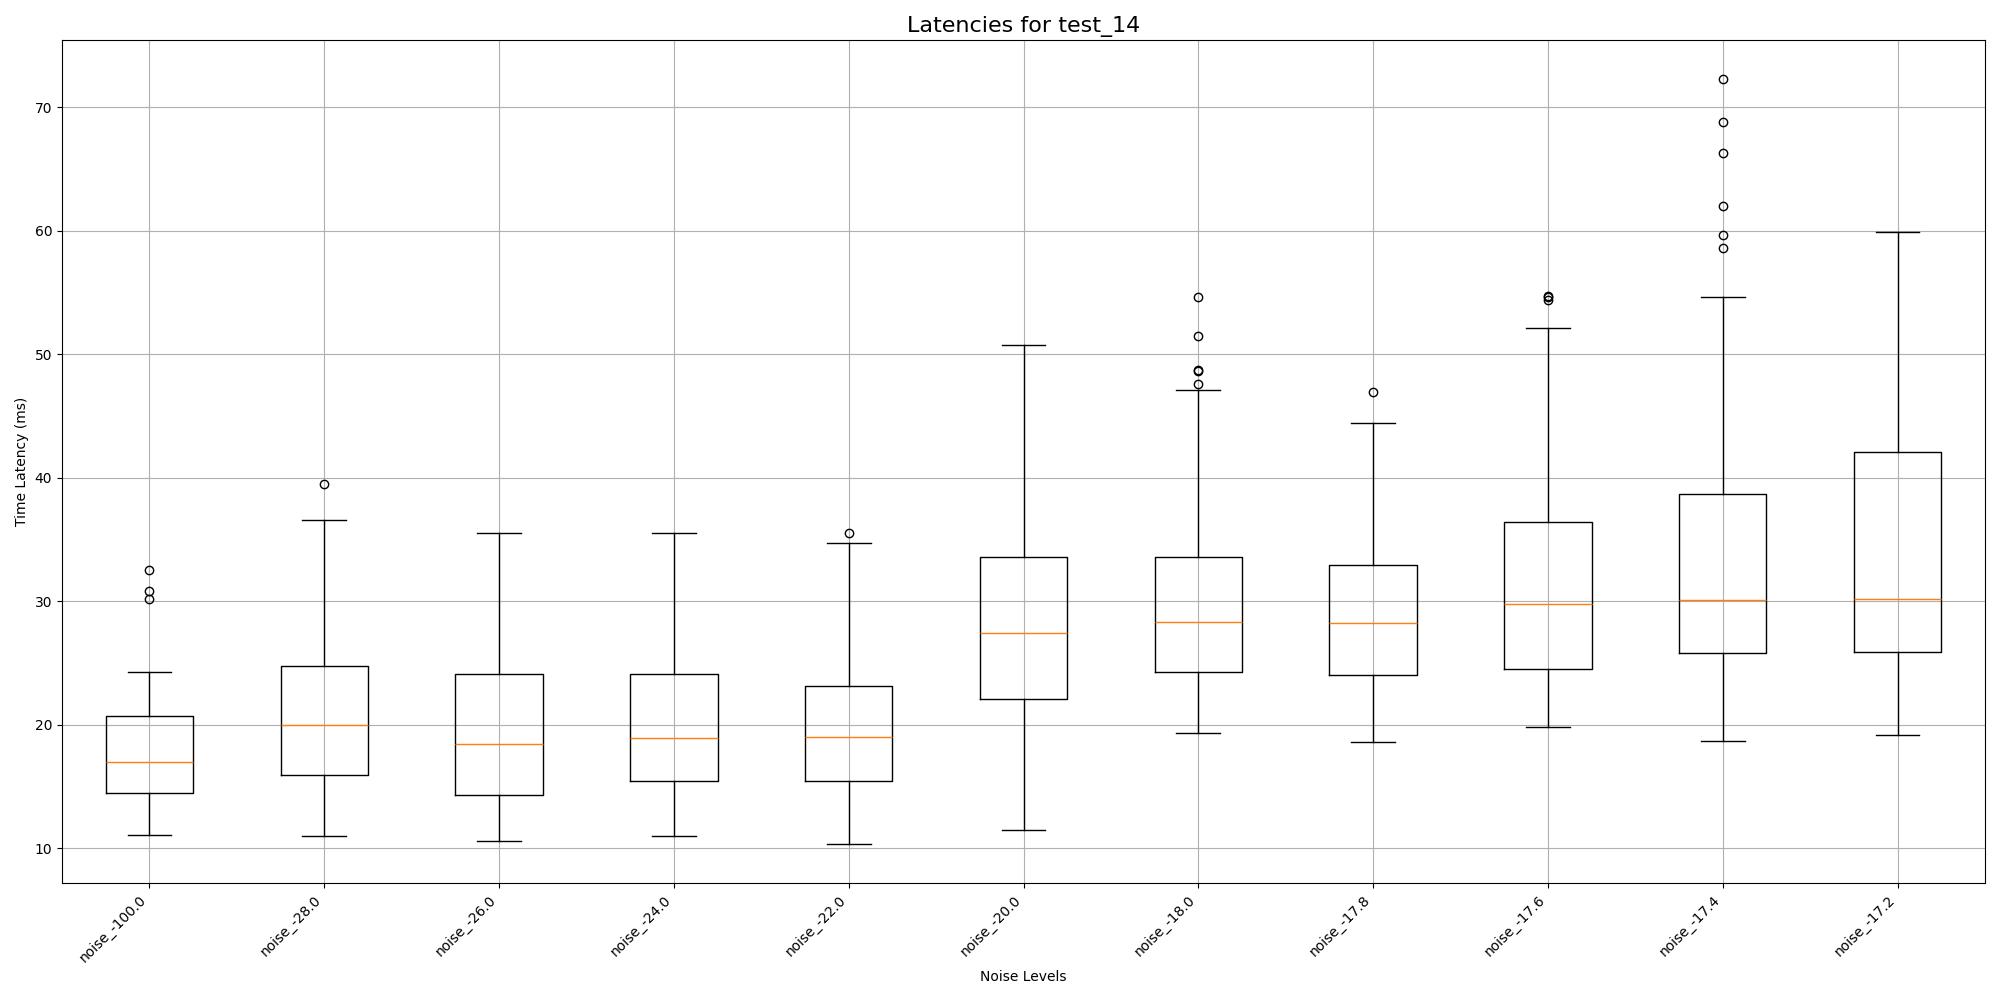 Latencies for test_14
Time Latency (ms)
70
60
50
40
30
20
10
noise_-100.0
noise_-28.0
noise_-26.0
noise_-24.0
noise_-22.0
noise_-20.0
noise_-18.0
noise_-17.8
noise_-17.6
noise_-17.4
noise_-17.2
Noise Levels